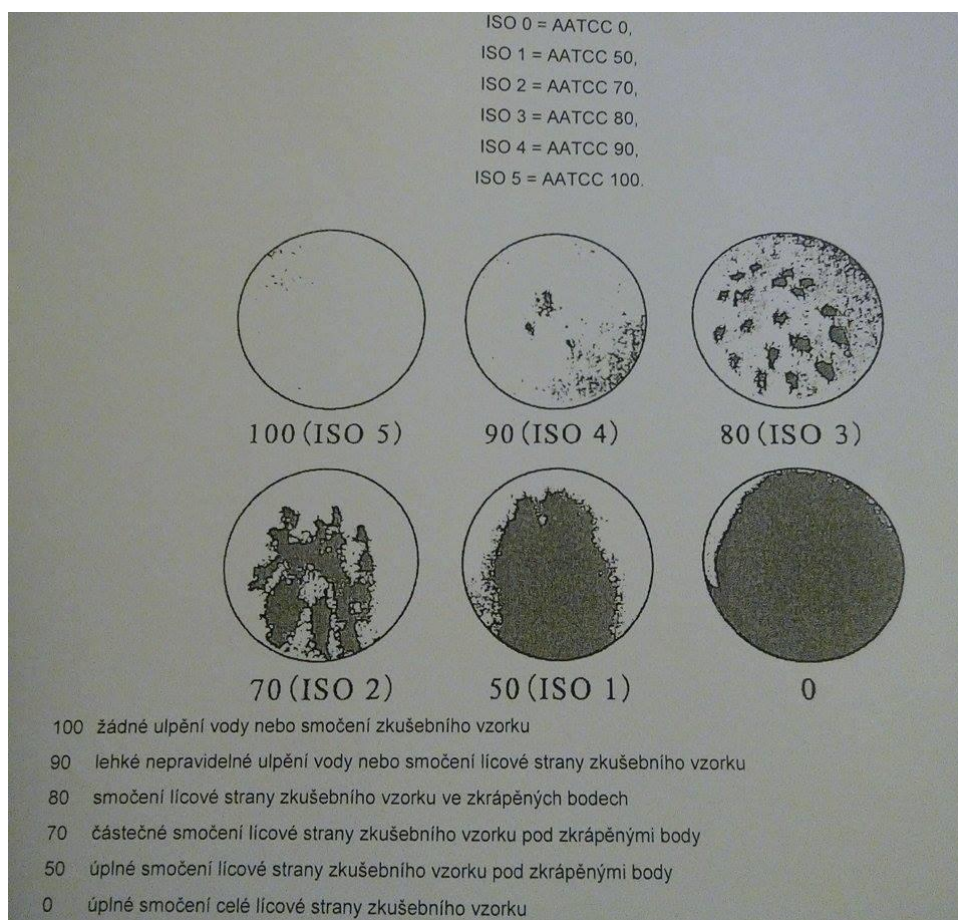 ISO 0 = AATCC 0,
ISO 1 = AATCC 50,
ISO 2 = AATCC 70,
ISO 3 = AATCC 80,
ISO 4 = AATCC 90,
ISO 5 = AATCC 100.
100 (ISO 5) 90 (ISO 4) 80 (ISO 3)
70 (ISO 2) 50 (ISO 1) 0
100 žádné ulpění vody nebo smočení zkušebního vzorku
90 lehké nepravidelné ulpění vody nebo smočení lícové strany zkušebního vzorku
80 smočení lícové strany zkušebního vzorku ve zkrápěných bodech
70 částečné smočení lícové strany zkušebního vzorku pod zkrápěnými body
50 úplné smočení lícové strany zkušebního vzorku pod zkrápěnými body
0 úplné smočení celé lícové strany zkušebního vzorku